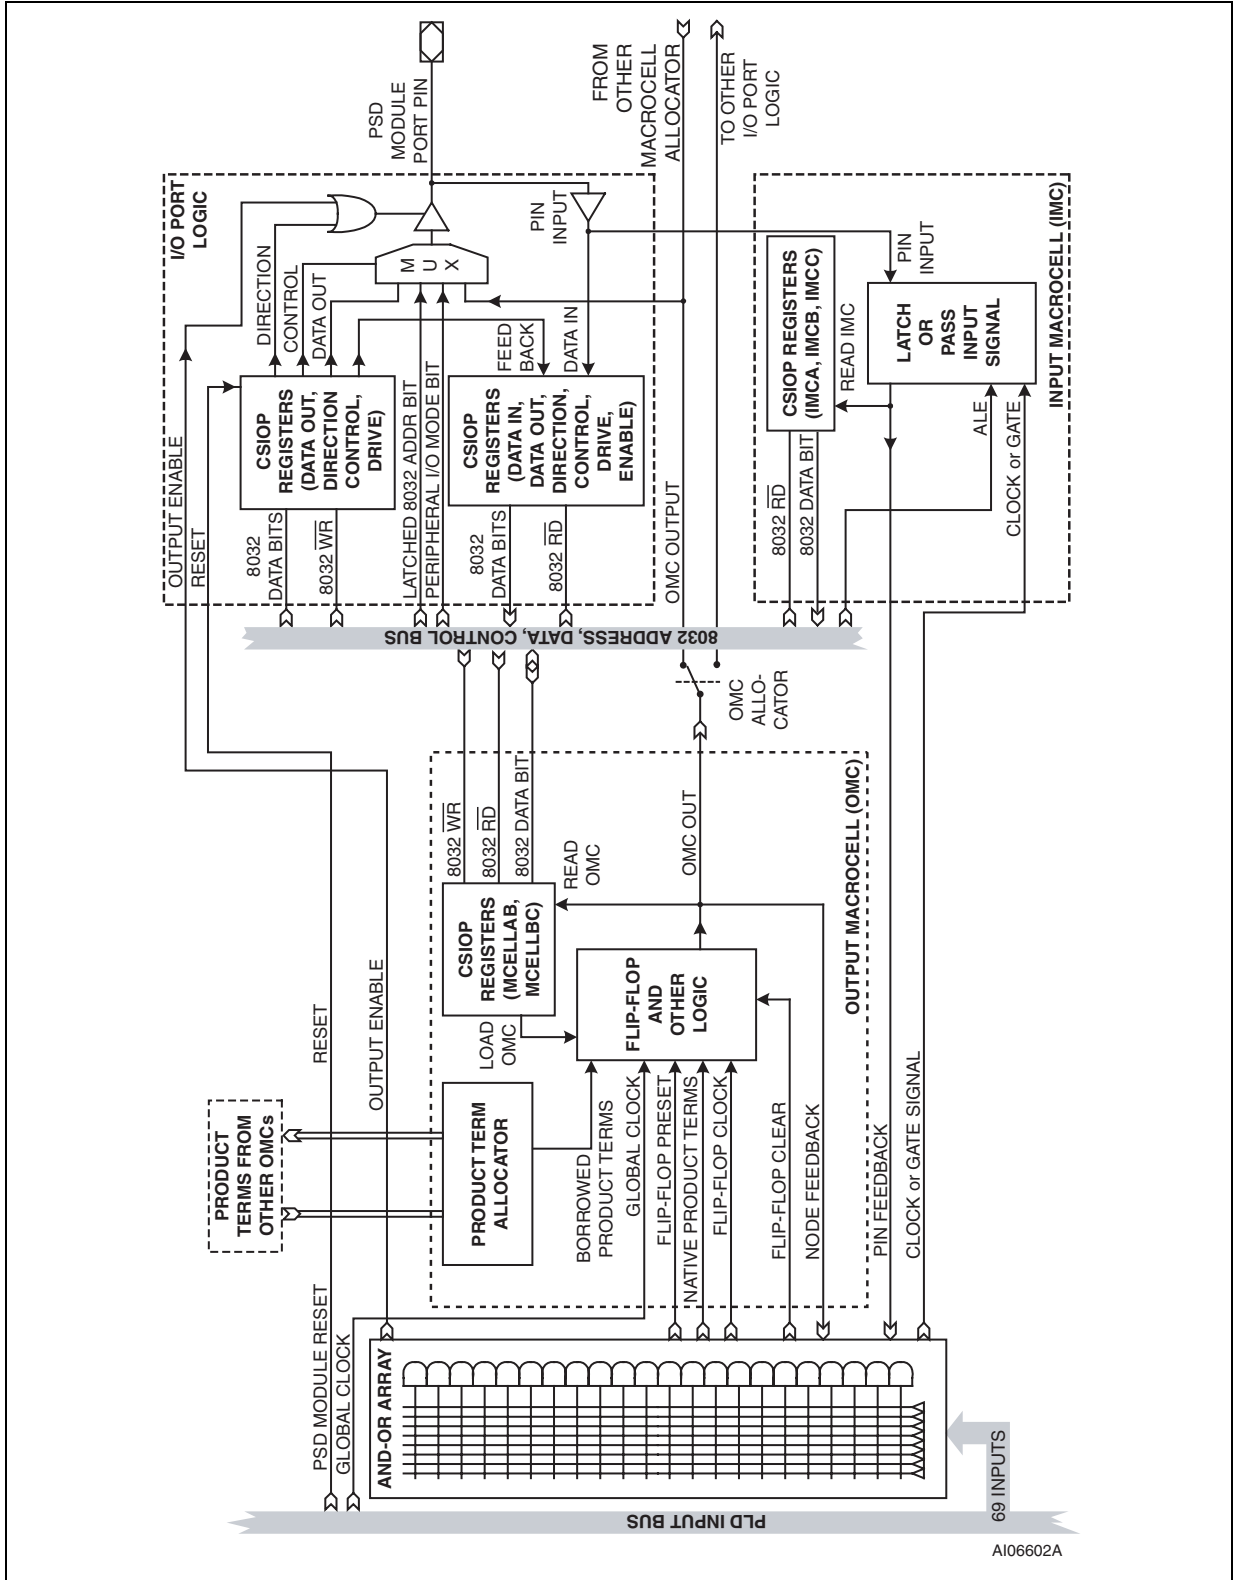 PLD INPUT BUS
69 INPUTS
AI06602A
PSD MODULE RESET
GLOBAL CLOCK
AND-OR ARRAY
PRODUCT
TERMS FROM
OTHER OMCs
RESET
OUTPUT ENABLE
PRODUCT TERM
ALLOCATOR
BORROWED
PRODUCT TERMS
GLOBAL CLOCK
FLIP-FLOP PRESET
NATIVE PRODUCT TERMS
FLIP-FLOP CLOCK
FLIP-FLOP CLEAR
NODE FEEDBACK
PIN FEEDBACK
CLOCK or GATE SIGNAL
CSIOP
REGISTERS
(MCELLAB,
MCELLBC)
LOAD
OMC
FLIP-FLOP
AND
OTHER
LOGIC
READ
OMC
8032 WR
8032 RD
8032 DATA BIT
OMC OUT
OUTPUT MACROCELL (OMC)
OMC
ALLO-
CATOR
8032 ADDRESS, DATA, CONTROL BUS
I/O PORT
LOGIC
OUTPUT ENABLE
RESET
8032
DATA BITS
8032 WR
CSIOP
REGISTERS
(DATA OUT,
DIRECTION
CONTROL,
DRIVE)
DIRECTION
CONTROL
DATA OUT
LATCHED 8032 ADDR BIT
PERIPHERAL I/O MODE BIT
M
U
X
8032
DATA BITS
8032 RD
CSIOP
REGISTERS
(DATA IN,
DATA OUT,
DIRECTION,
CONTROL,
DRIVE,
ENABLE)
FEED
BACK
DATA IN
PIN
INPUT
PSD
MODULE
PORT PIN
OMC OUTPUT
FROM
OTHER
MACROCELL
ALLOCATOR
TO OTHER
I/O PORT
LOGIC
8032 RD
8032 DATA BIT
CSIOP REGISTERS
(IMCA, IMCB, IMCC)
READ IMC
PIN
INPUT
LATCH
OR
PASS
INPUT
SIGNAL
ALE
CLOCK or GATE
INPUT MACROCELL (IMC)